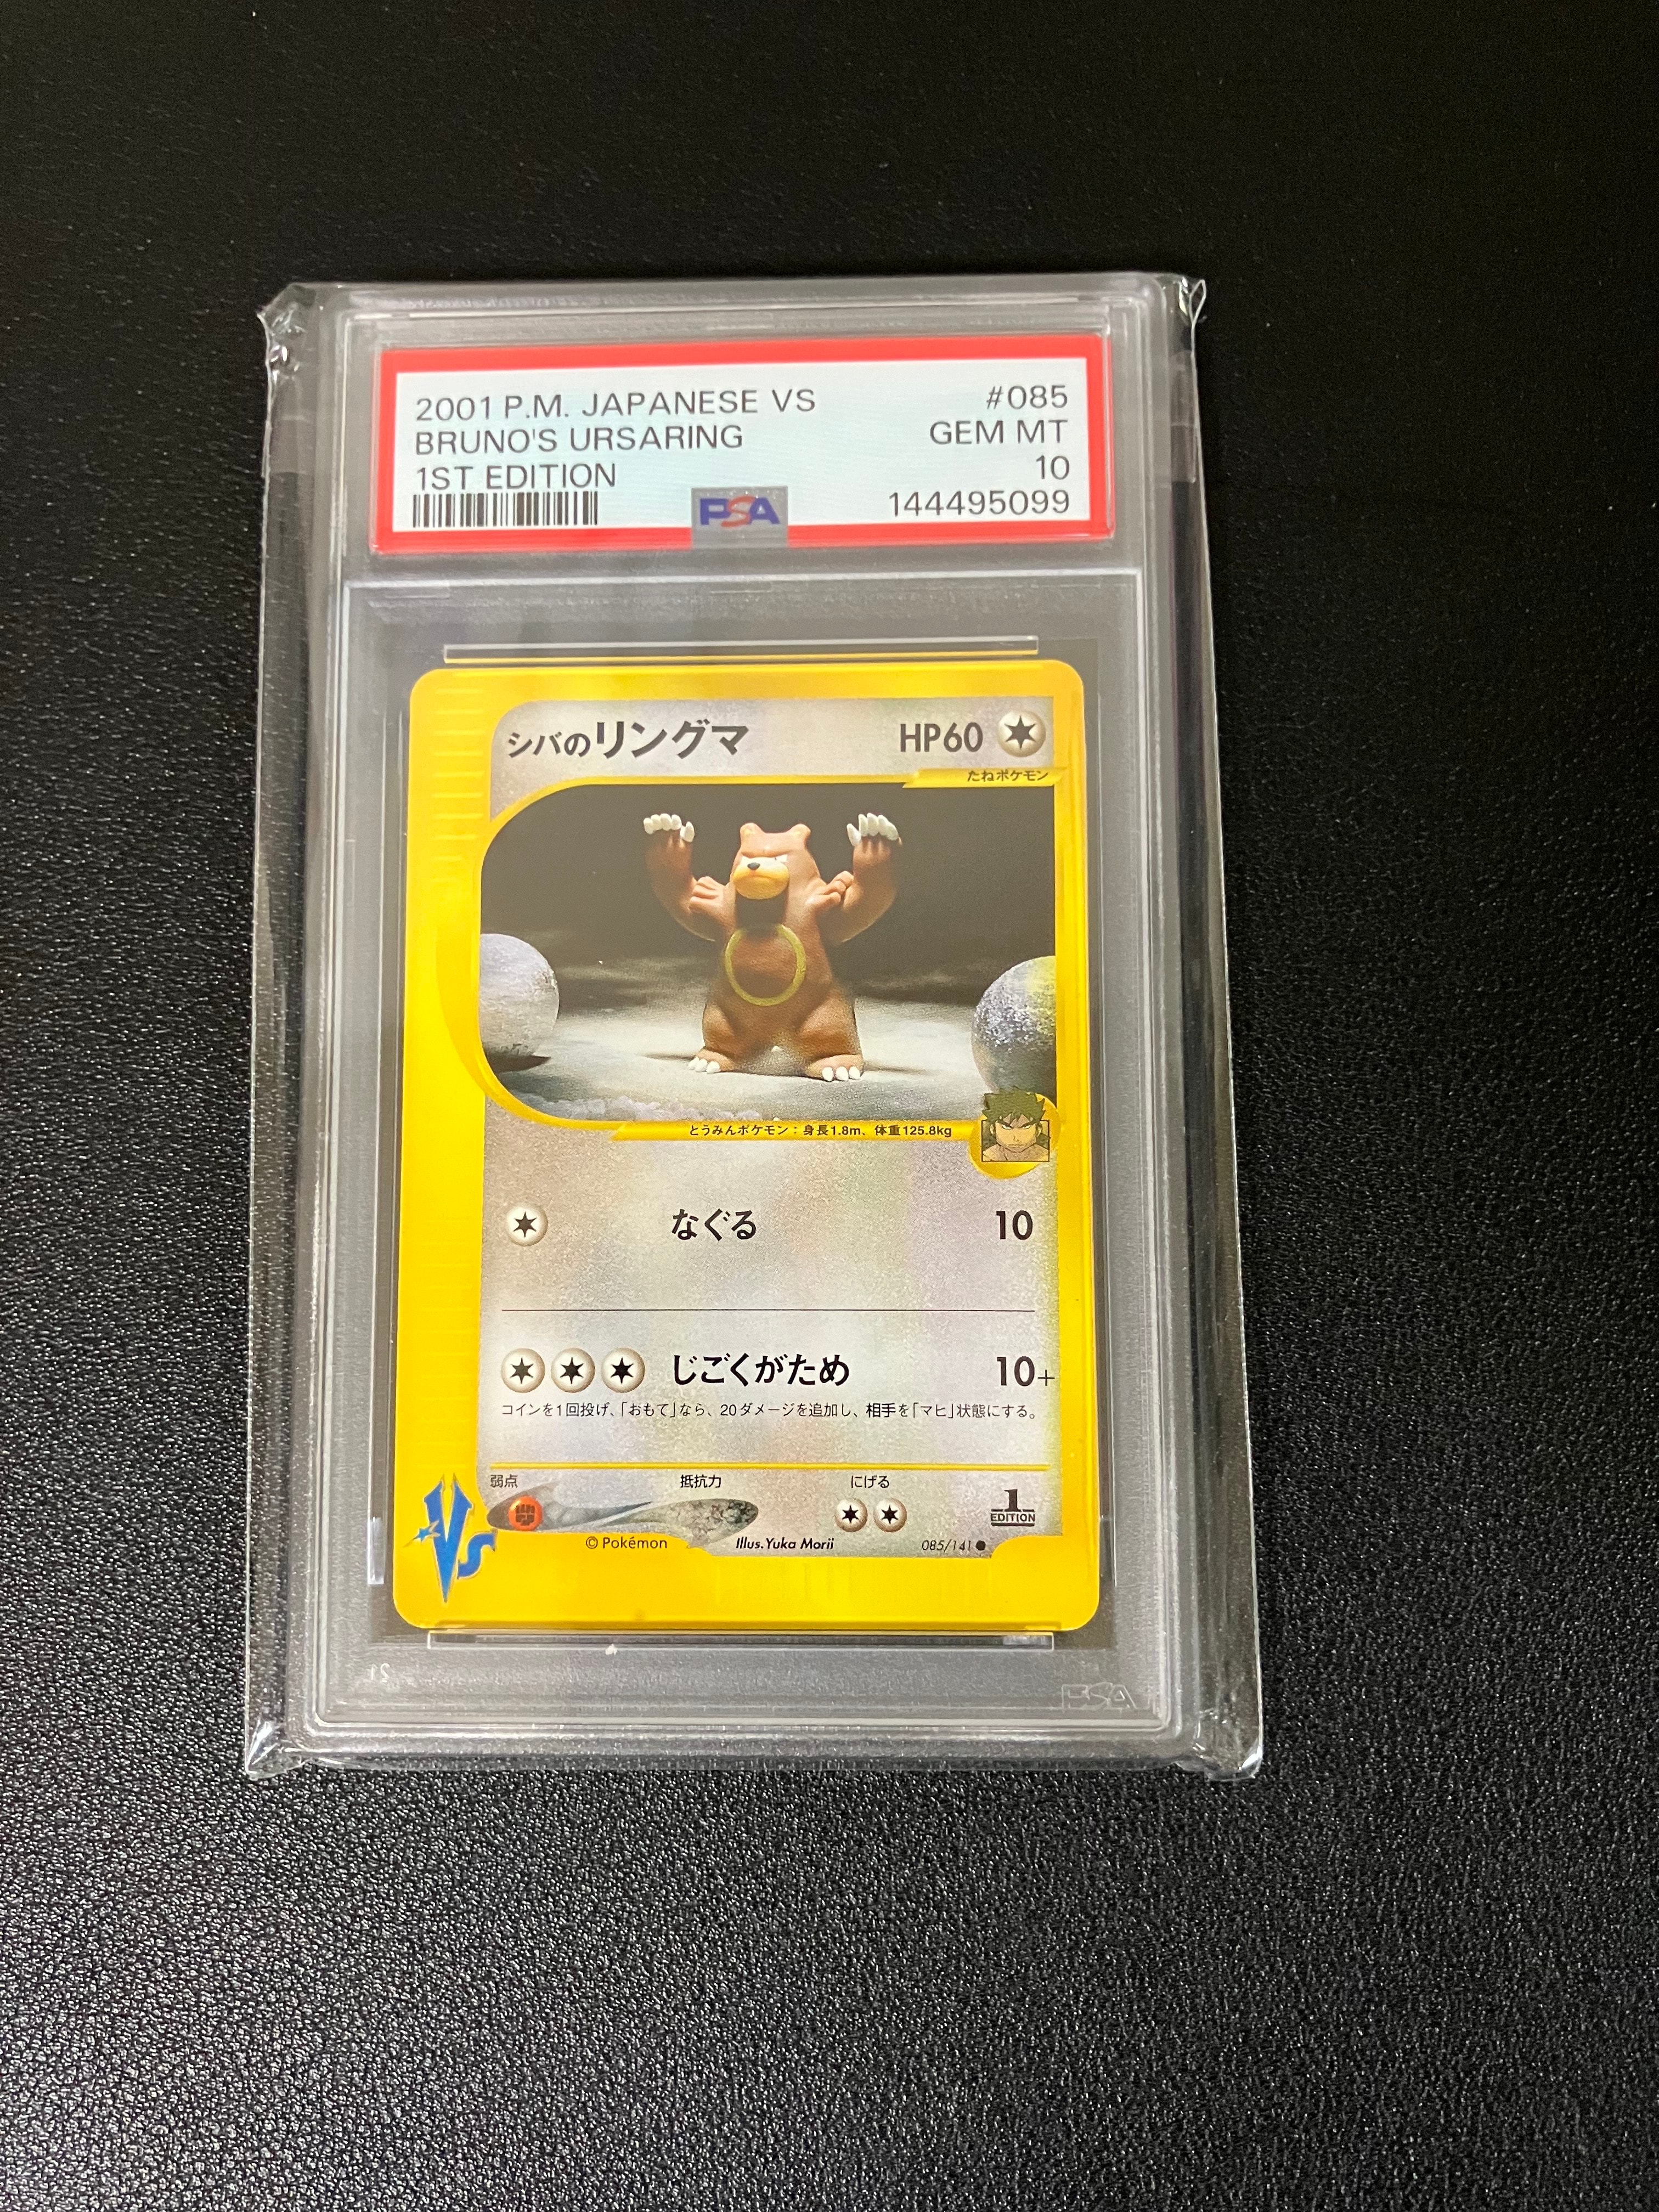 2001 P.M. JAPANESE VS #085
BRUNO'S URSARING GEM MT
1ST EDITION 10
PSA 144495099
シバのリングマ HP60
たねポケモン
とうみんポケモン：身長1.8m、体重125.8kg
なぐる 10
じごくがため 10+
コインを1回投げ、「おもて」なら、20ダメージを追加し、相手を「マヒ」状態にする。
弱点 抵抗力 にげる
1 EDITION
VS
© Pokémon Illus. Yuka Morii 085/141
PSA